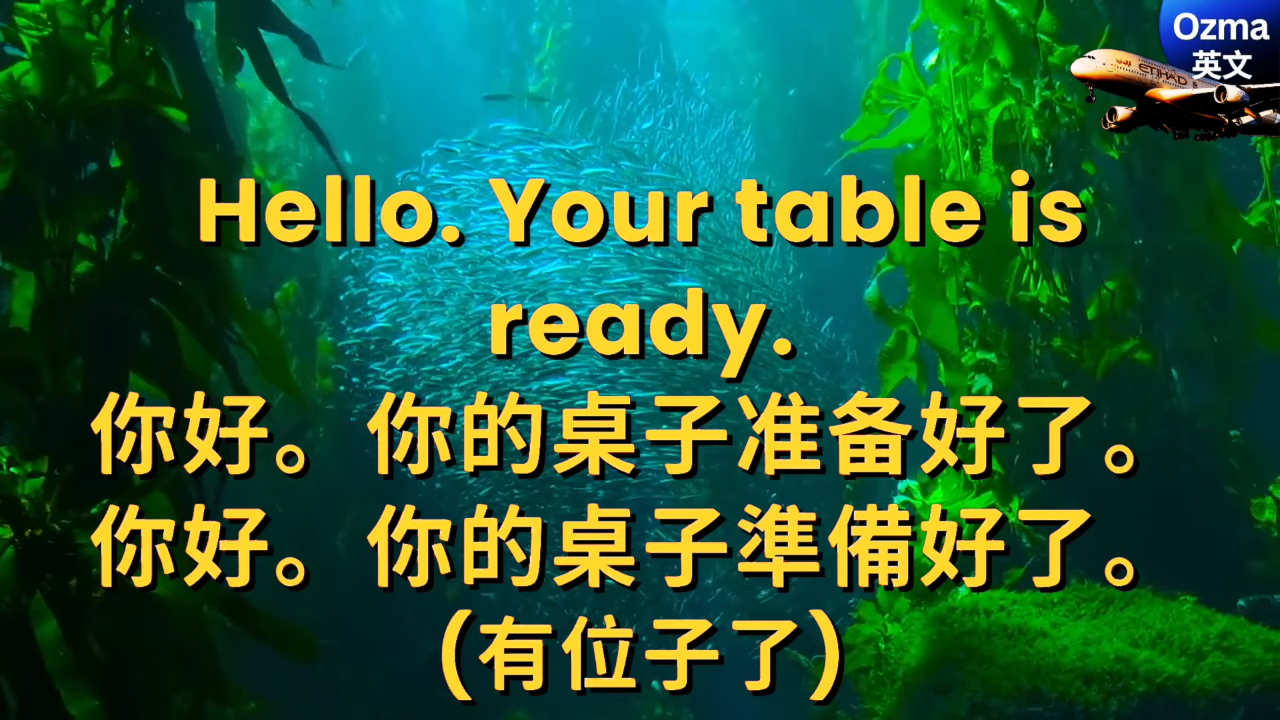 Ozma
英文
ETIHAD
Hello. Your table is
ready.
你好。你的桌子准备好了。
你好。你的桌子準備好了。
(有位子了)